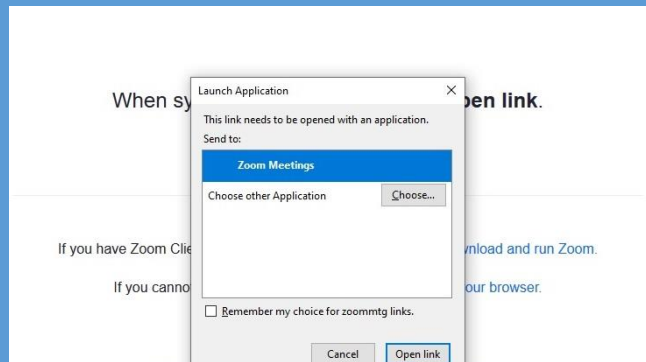 When sy
pen link.
Launch Application
This link needs to be opened with an application.
Send to:
Zoom Meetings
Choose other Application
Choose...
If you have Zoom Clie
nload and run Zoom.
If you canno
our browser.
Remember my choice for zoommtg links.
Cancel
Open link